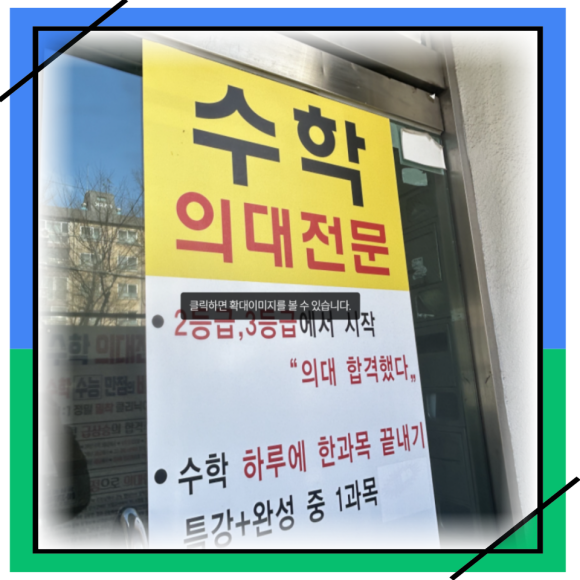 수학
의대전문
클릭하면 확대이미지를 볼 수 있습니다.
• 2등급,3등급에서 시작
“의대 합격했다„
• 수학 하루에 한과목 끝내기
특강+완성 중 1과목